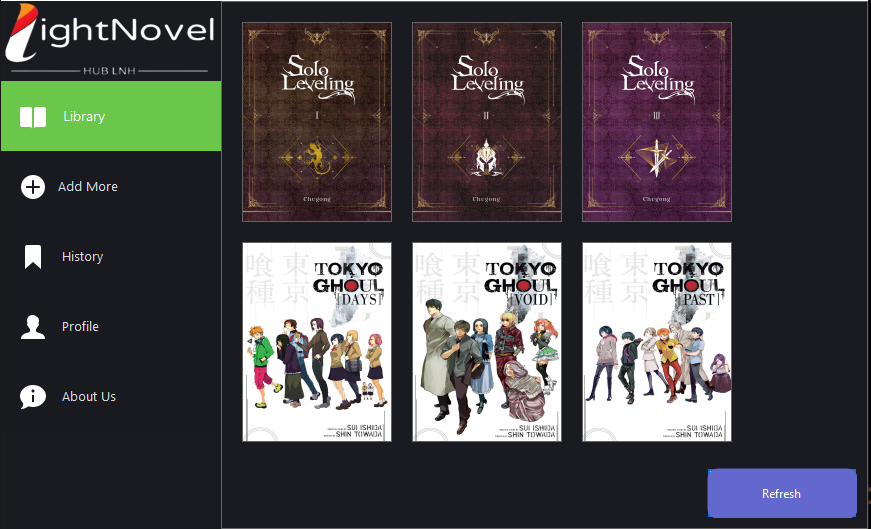 lightNovel
HUB LNH
Library
Add More
History
Profile
About Us
Solo
Leveling
I
Chugong
Solo
Leveling
II
Chugong
Solo
Leveling
III
Chugong
東京
喰種
TOKYO
GHOUL
[DAYS]
SUI ISHIDA
SHIN TOWADA
東京
喰種
TOKYO
GHOUL
[VOID]
SUI ISHIDA
SHIN TOWADA
東京
喰種
TOKYO
GHOUL
[PAST]
SUI ISHIDA
SHIN TOWADA
Refresh